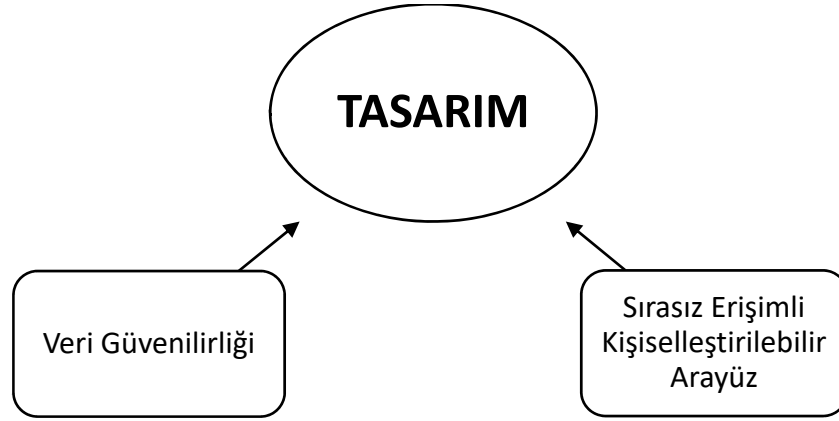 TASARIM
Veri Güvenilirliği
Sırasız Erişimli
Kişiselleştirilebilir
Arayüz